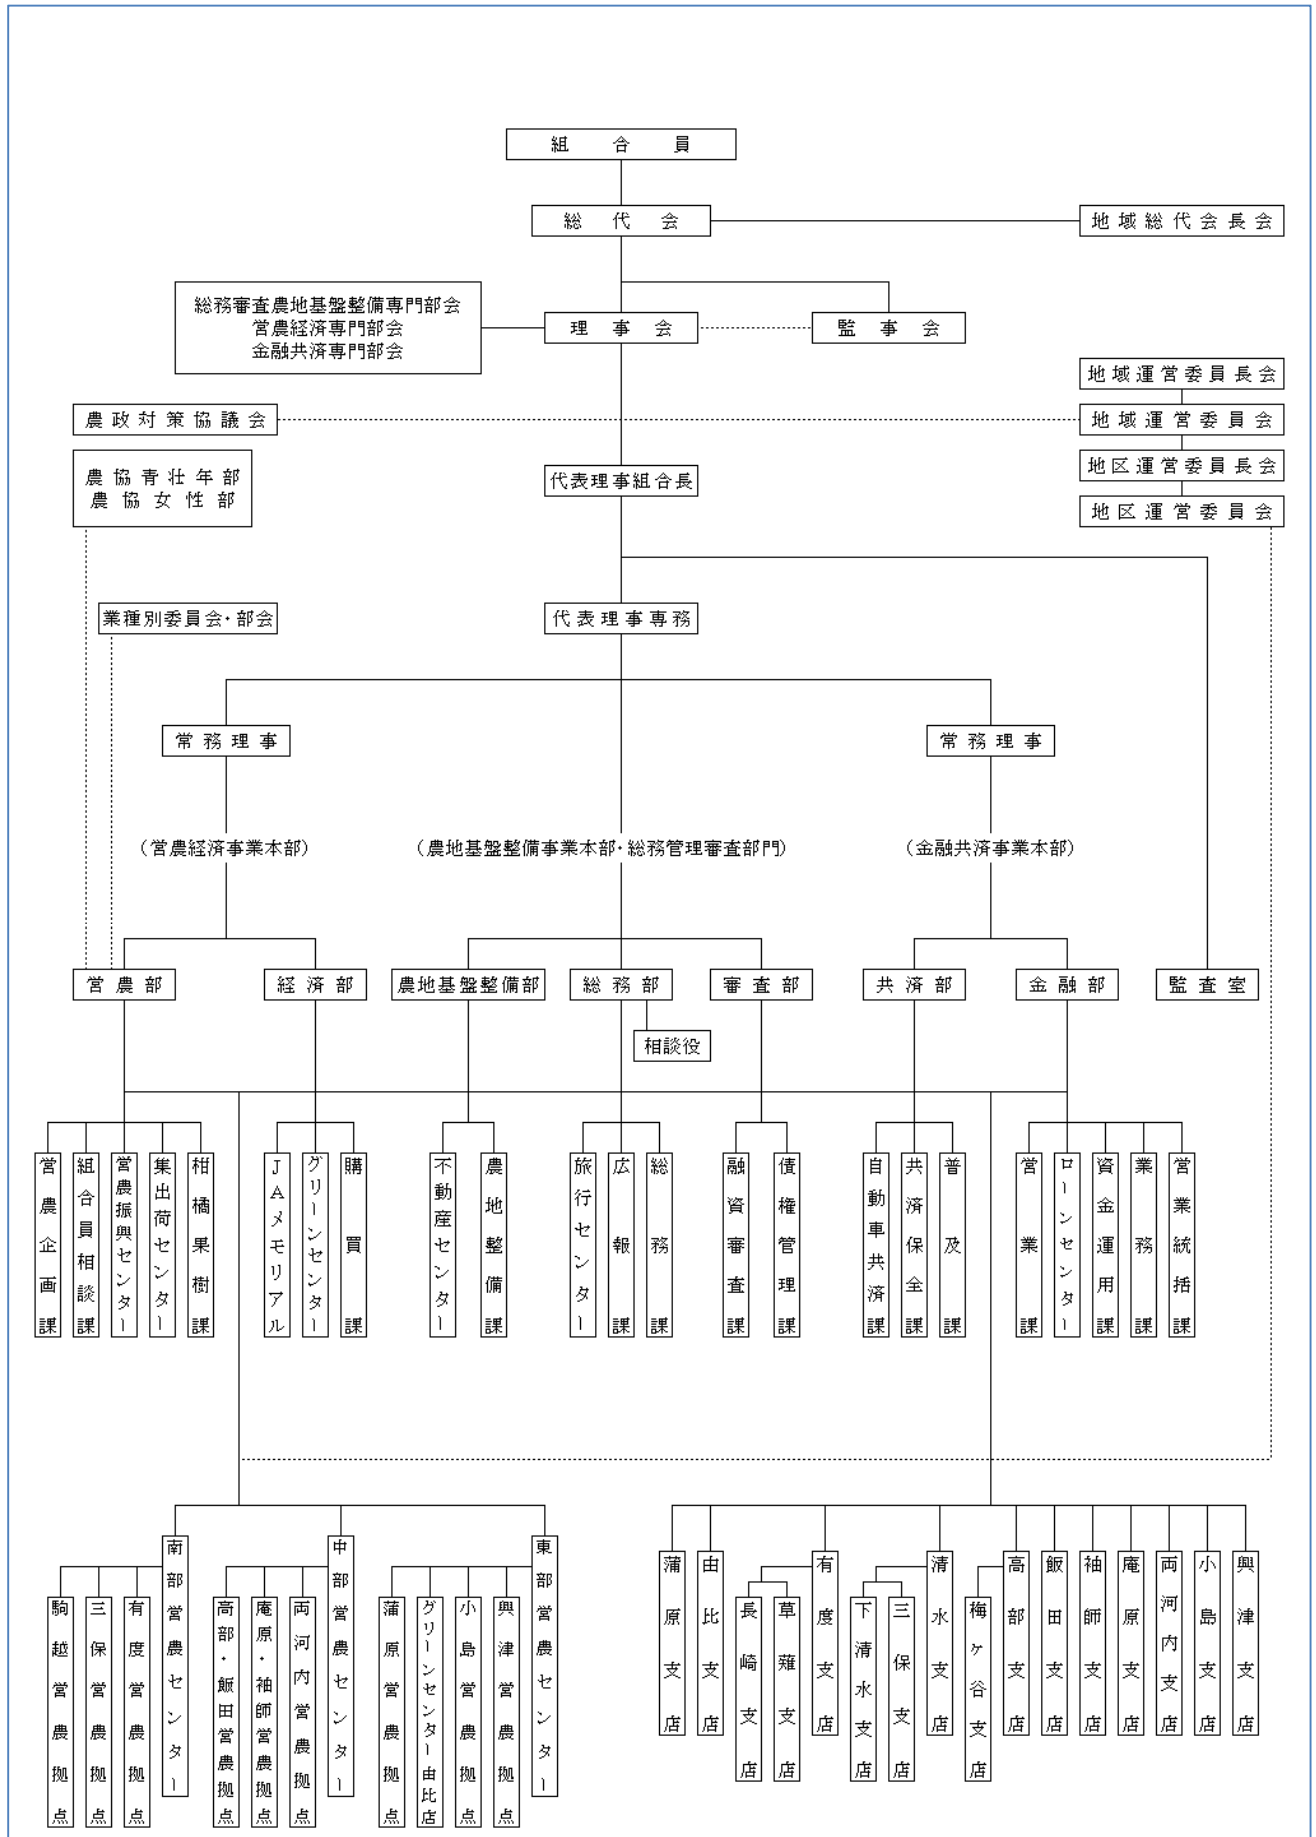 組合員
総代会
地域総代会長会
総務審査農地基盤整備専門部会
営農経済専門部会
金融共済専門部会
理事会
監事会
地域運営委員長会
農政対策協議会
地域運営委員会
農協青壮年部
農協女性部
代表理事組合長
地区運営委員長会
地区運営委員会
業種別委員会・部会
代表理事専務
常務理事
常務理事
(営農経済事業本部)
(農地基盤整備事業本部・総務管理審査部門)
(金融共済事業本部)
営農部
経済部
農地基盤整備部
総務部
審査部
共済部
金融部
監査室
相談役
営農企画課
組合員相談課
営農振興センター
集出荷センター
柑橘果樹課
JAメモリアル
グリーンセンター
購買課
不動産センター
農地整備課
旅行センター
広報課
総務課
融資審査課
債権管理課
自動車共済課
共済保全課
普及課
営業課
ローンセンター
資金運用課
業務課
営業統括課
南部営農センター
駒越営農拠点
三保営農拠点
有度営農拠点
中部営農センター
高部・飯田営農拠点
庵原・袖師営農拠点
両河内営農拠点
東部営農センター
蒲原営農拠点
グリーンセンター由比店
小島営農拠点
興津営農拠点
蒲原支店
由比支店
長崎支店
草薙支店
有度支店
下清水支店
三保支店
清水支店
梅ケ谷支店
高部支店
飯田支店
袖師支店
庵原支店
両河内支店
小島支店
興津支店